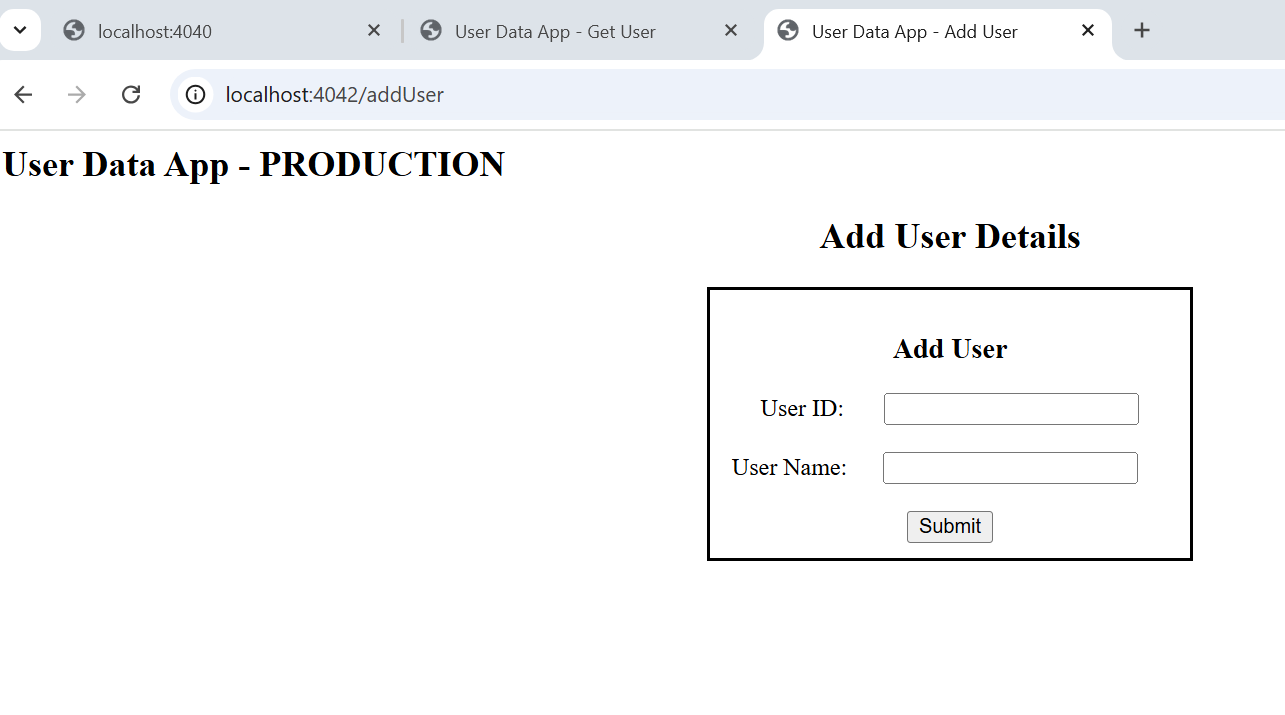 localhost:4040
User Data App - Get User
User Data App - Add User
localhost:4042/addUser
User Data App - PRODUCTION
Add User Details
Add User
User ID:
User Name:
Submit